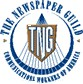 THE NEWSPAPER GUILD
TNG
COMMUNICATIONS WORKERS OF AMERICA